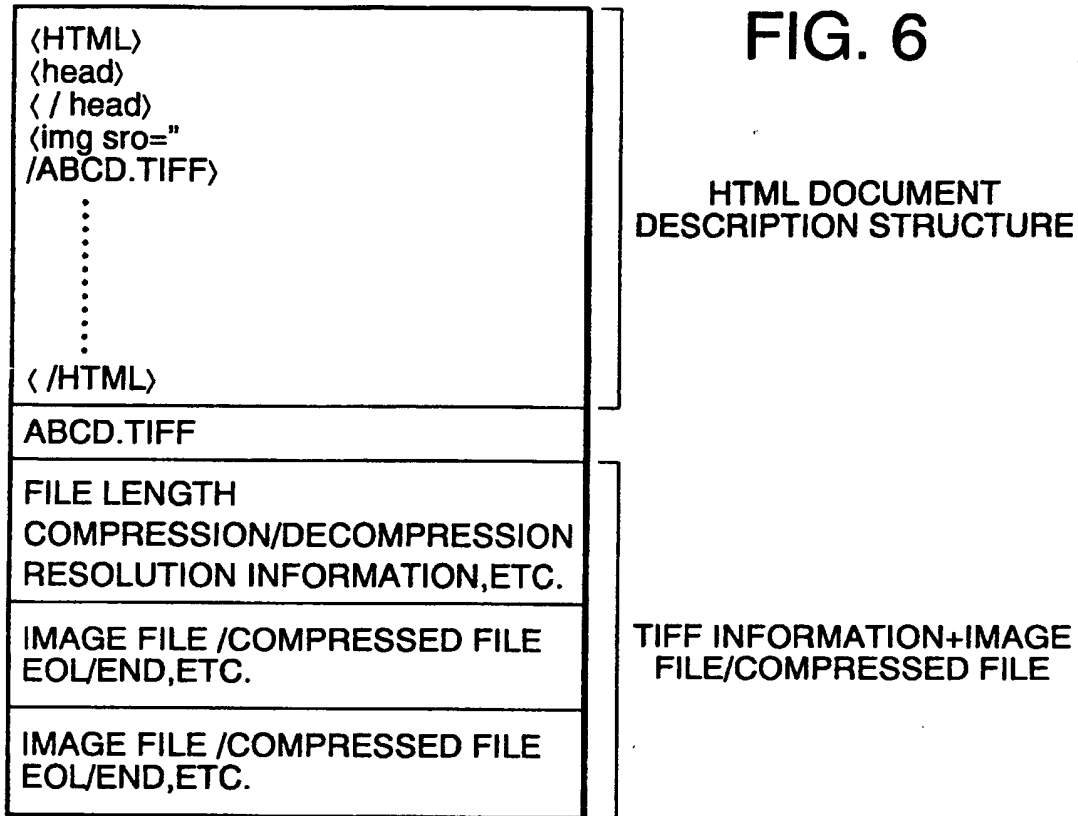 FIG. 6
〈HTML〉
〈head〉
〈 / head〉
〈img sro="
/ABCD.TIFF〉
〈 /HTML〉
HTML DOCUMENT
DESCRIPTION STRUCTURE
ABCD.TIFF
FILE LENGTH
COMPRESSION/DECOMPRESSION
RESOLUTION INFORMATION,ETC.
IMAGE FILE /COMPRESSED FILE
EOL/END,ETC.
IMAGE FILE /COMPRESSED FILE
EOL/END,ETC.
TIFF INFORMATION+IMAGE
FILE/COMPRESSED FILE